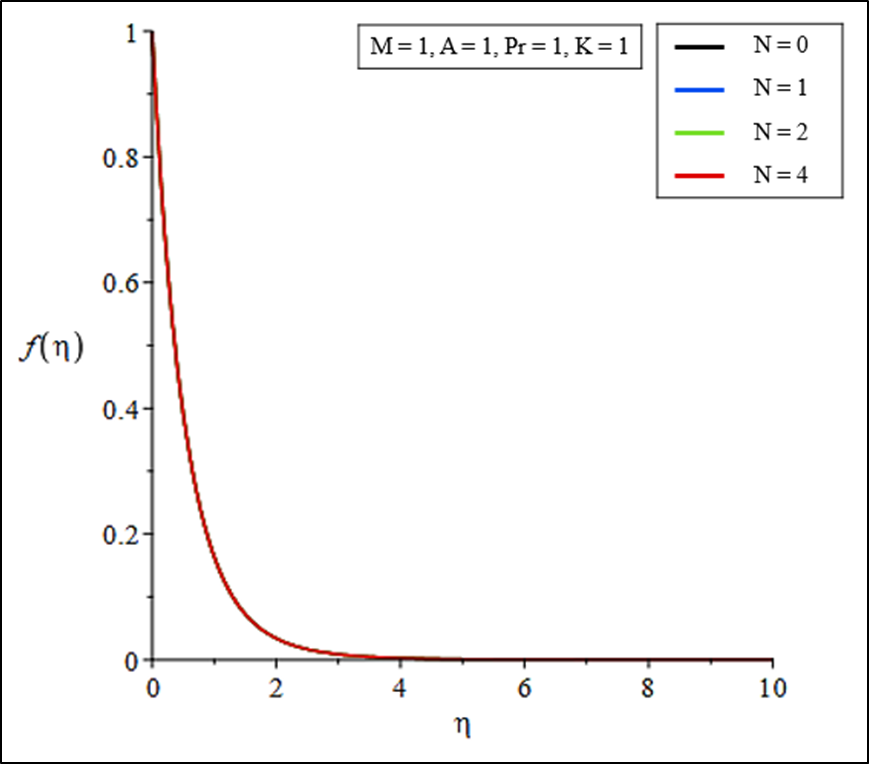 M = 1, A = 1, Pr = 1, K = 1
N = 0
N = 1
N = 2
N = 4
1
0.8
0.6
f(η)
0.4
0.2
0
0 2 4 6 8 10
η